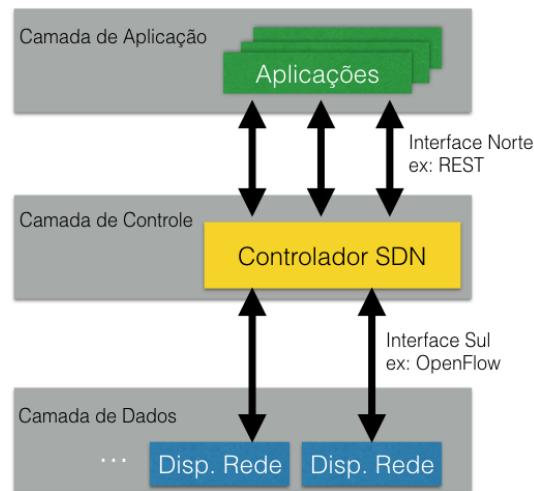 Camada de Aplicação
Aplicações
Interface Norte
ex: REST
Camada de Controle
Controlador SDN
Interface Sul
ex: OpenFlow
Camada de Dados
...
Disp. Rede
Disp. Rede